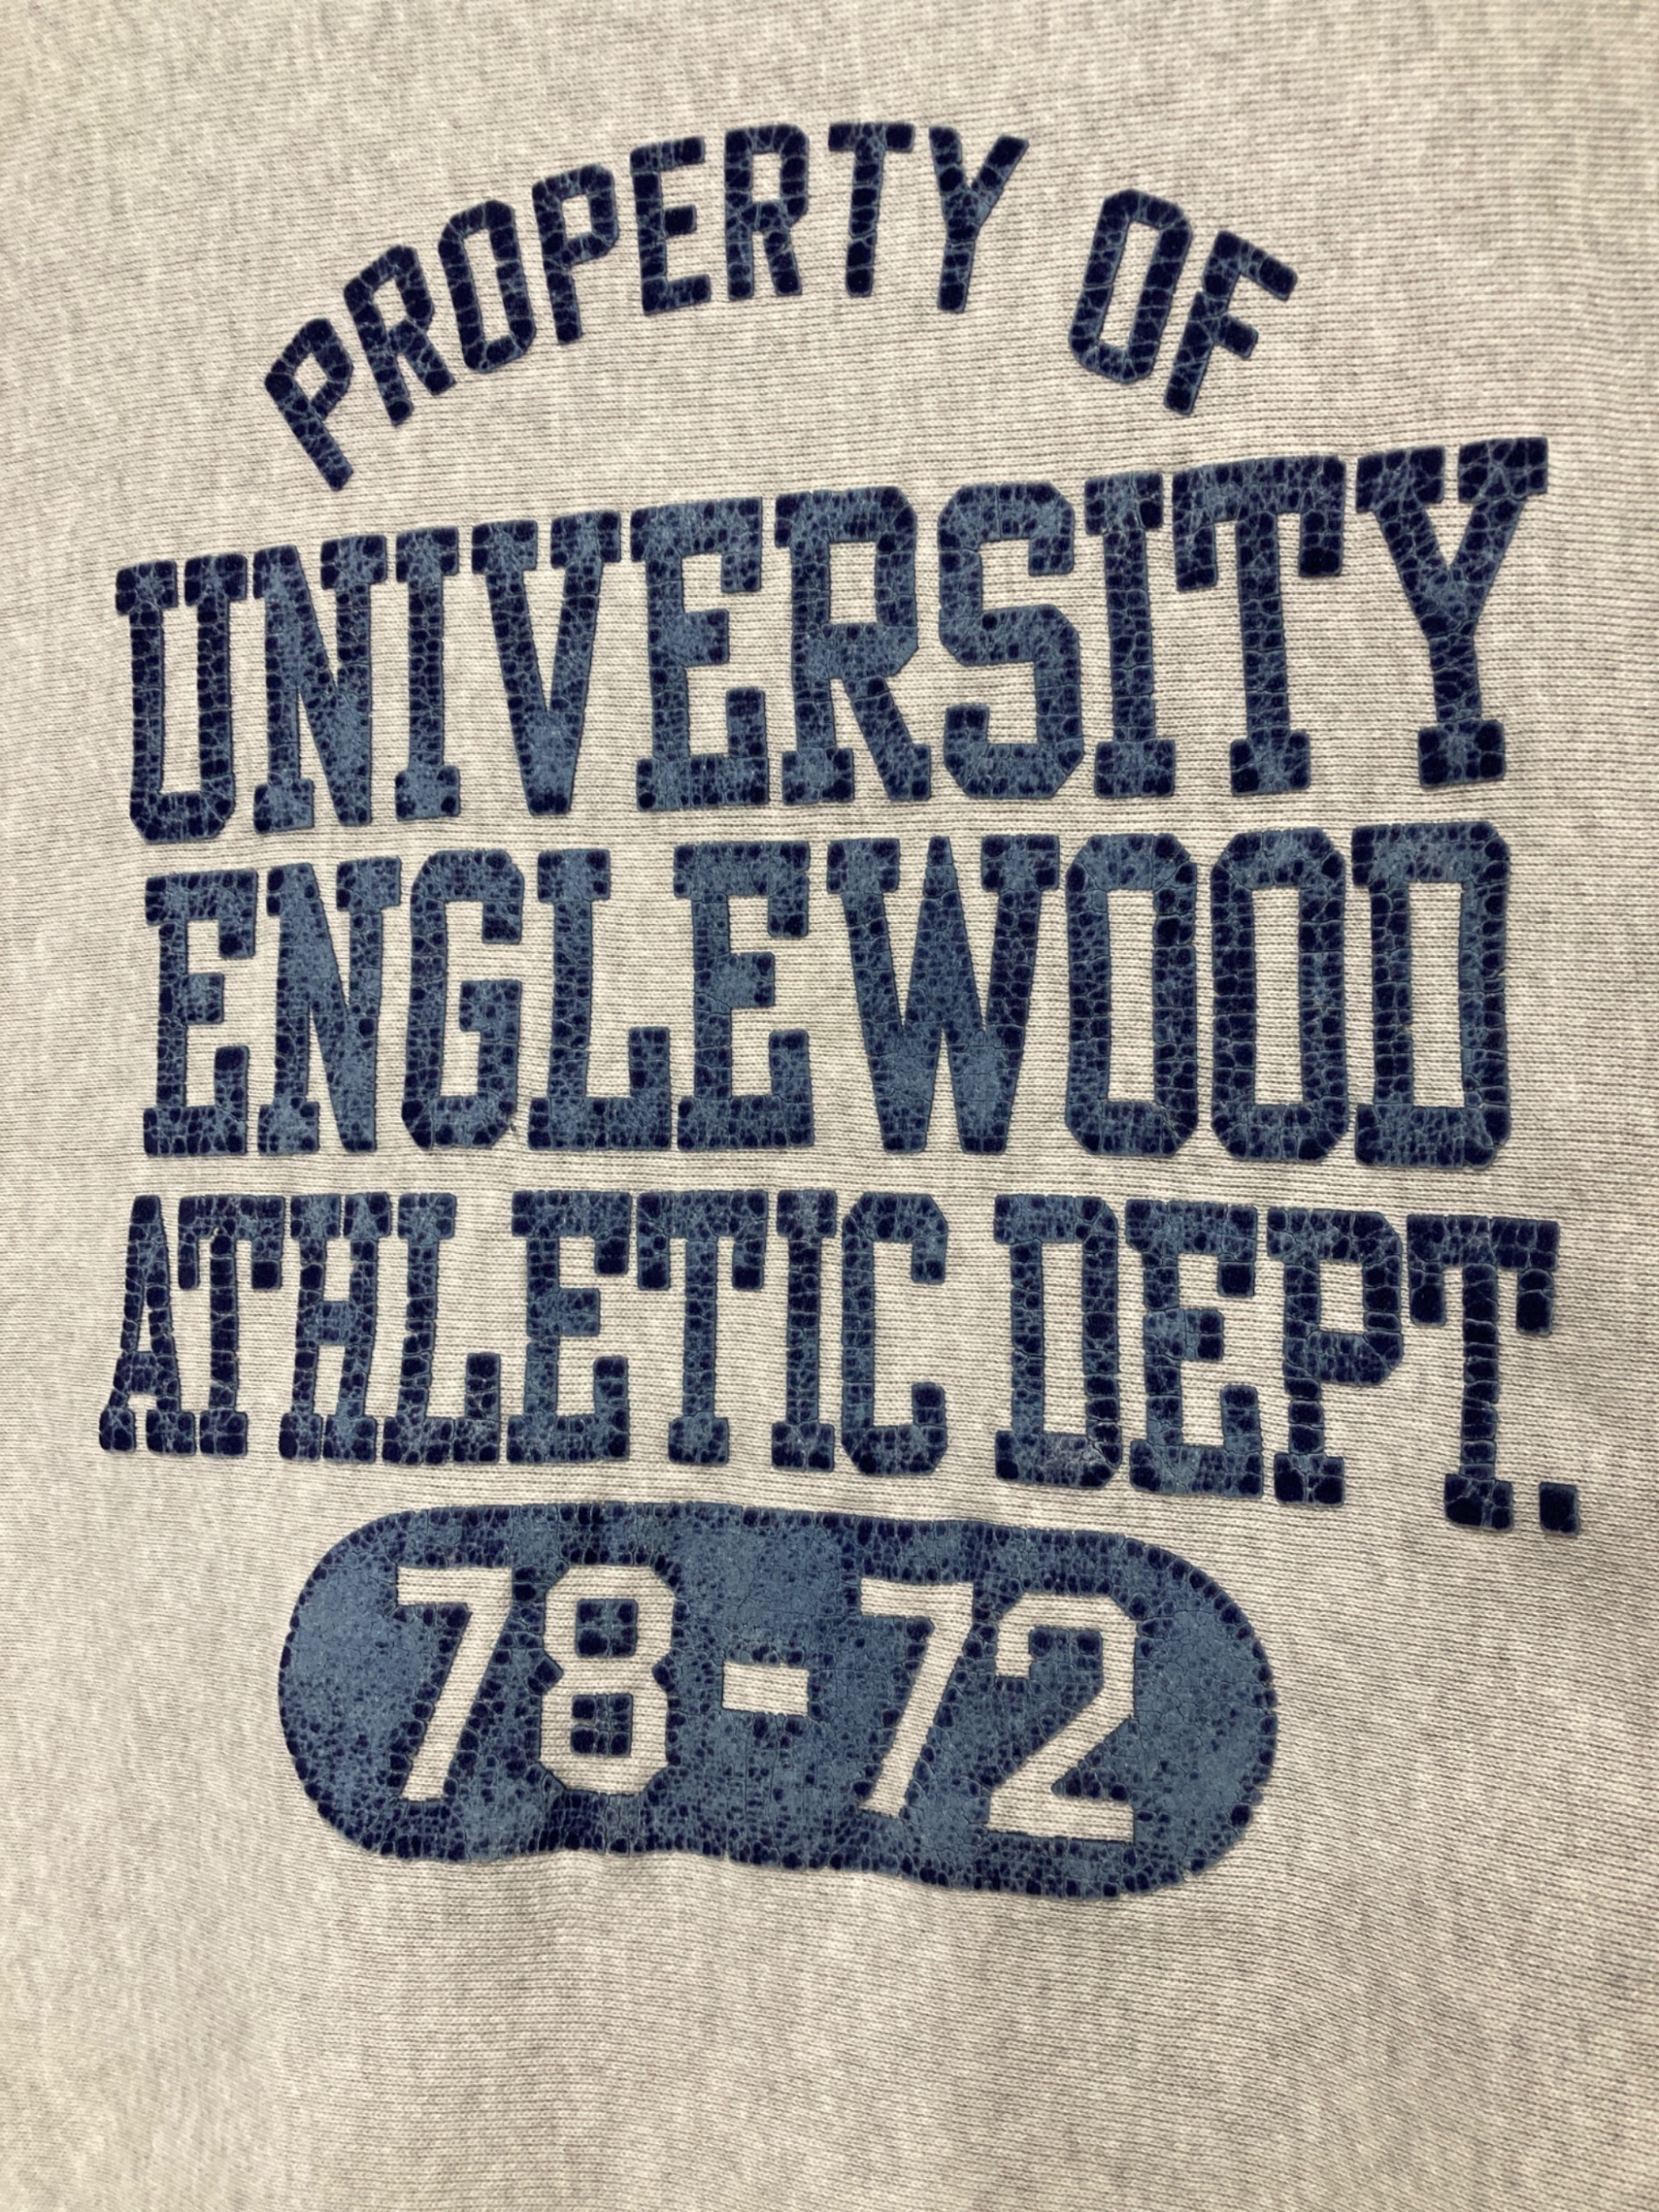 PROPERTY OF
UNIVERSITY
ENGLEWOOD
ATHLETIC DEPT.
78-72